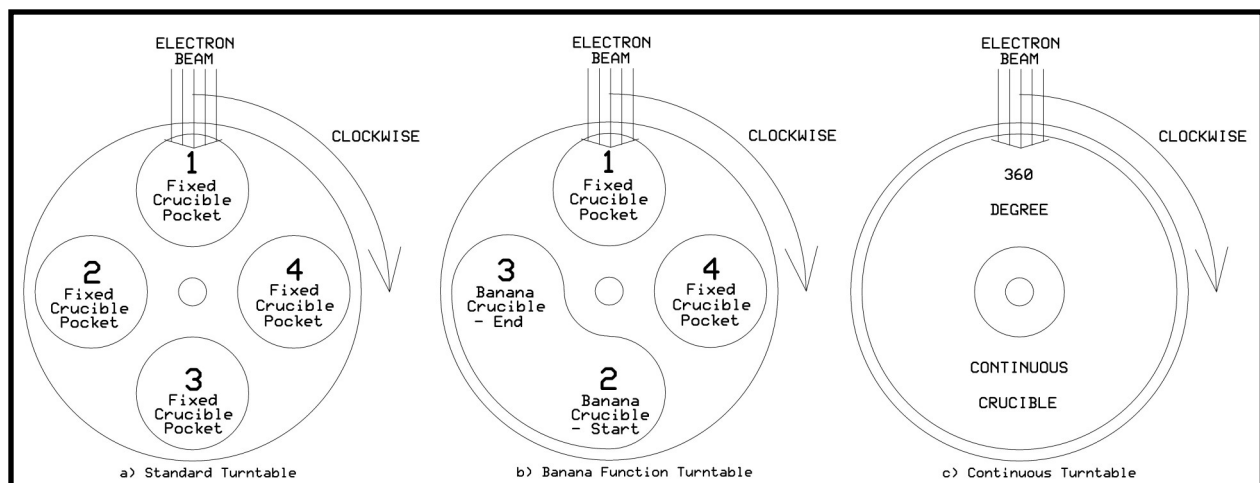 ELECTRON
BEAM
CLOCKWISE
1
Fixed
Crucible
Pocket
2
Fixed
Crucible
Pocket
4
Fixed
Crucible
Pocket
3
Fixed
Crucible
Pocket
a) Standard Turntable
ELECTRON
BEAM
CLOCKWISE
1
Fixed
Crucible
Pocket
3
Banana
Crucible
- End
4
Fixed
Crucible
Pocket
2
Banana
Crucible
- Start
b) Banana Function Turntable
ELECTRON
BEAM
CLOCKWISE
360
DEGREE
CONTINUOUS
CRUCIBLE
c) Continuous Turntable